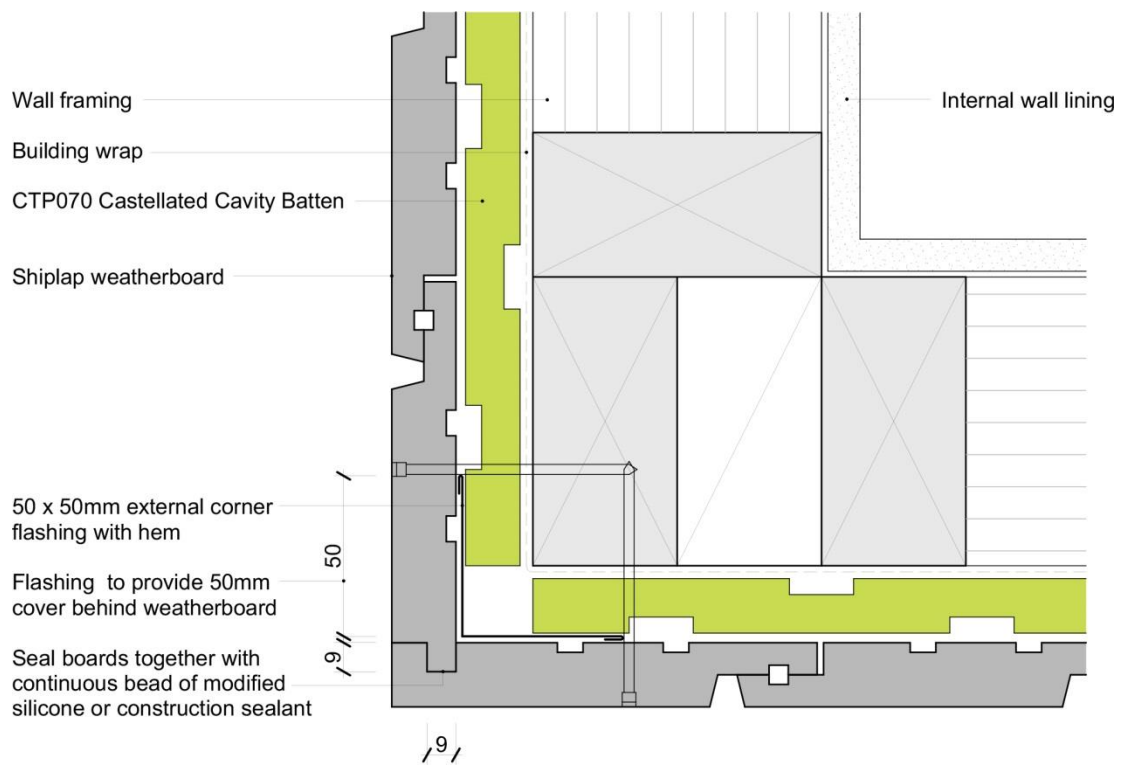 Wall framing
Internal wall lining
Building wrap
CTP070 Castellated Cavity Batten
Shiplap weatherboard
50 x 50mm external corner
flashing with hem
50
Flashing to provide 50mm
cover behind weatherboard
9
Seal boards together with
continuous bead of modified
silicone or construction sealant
9